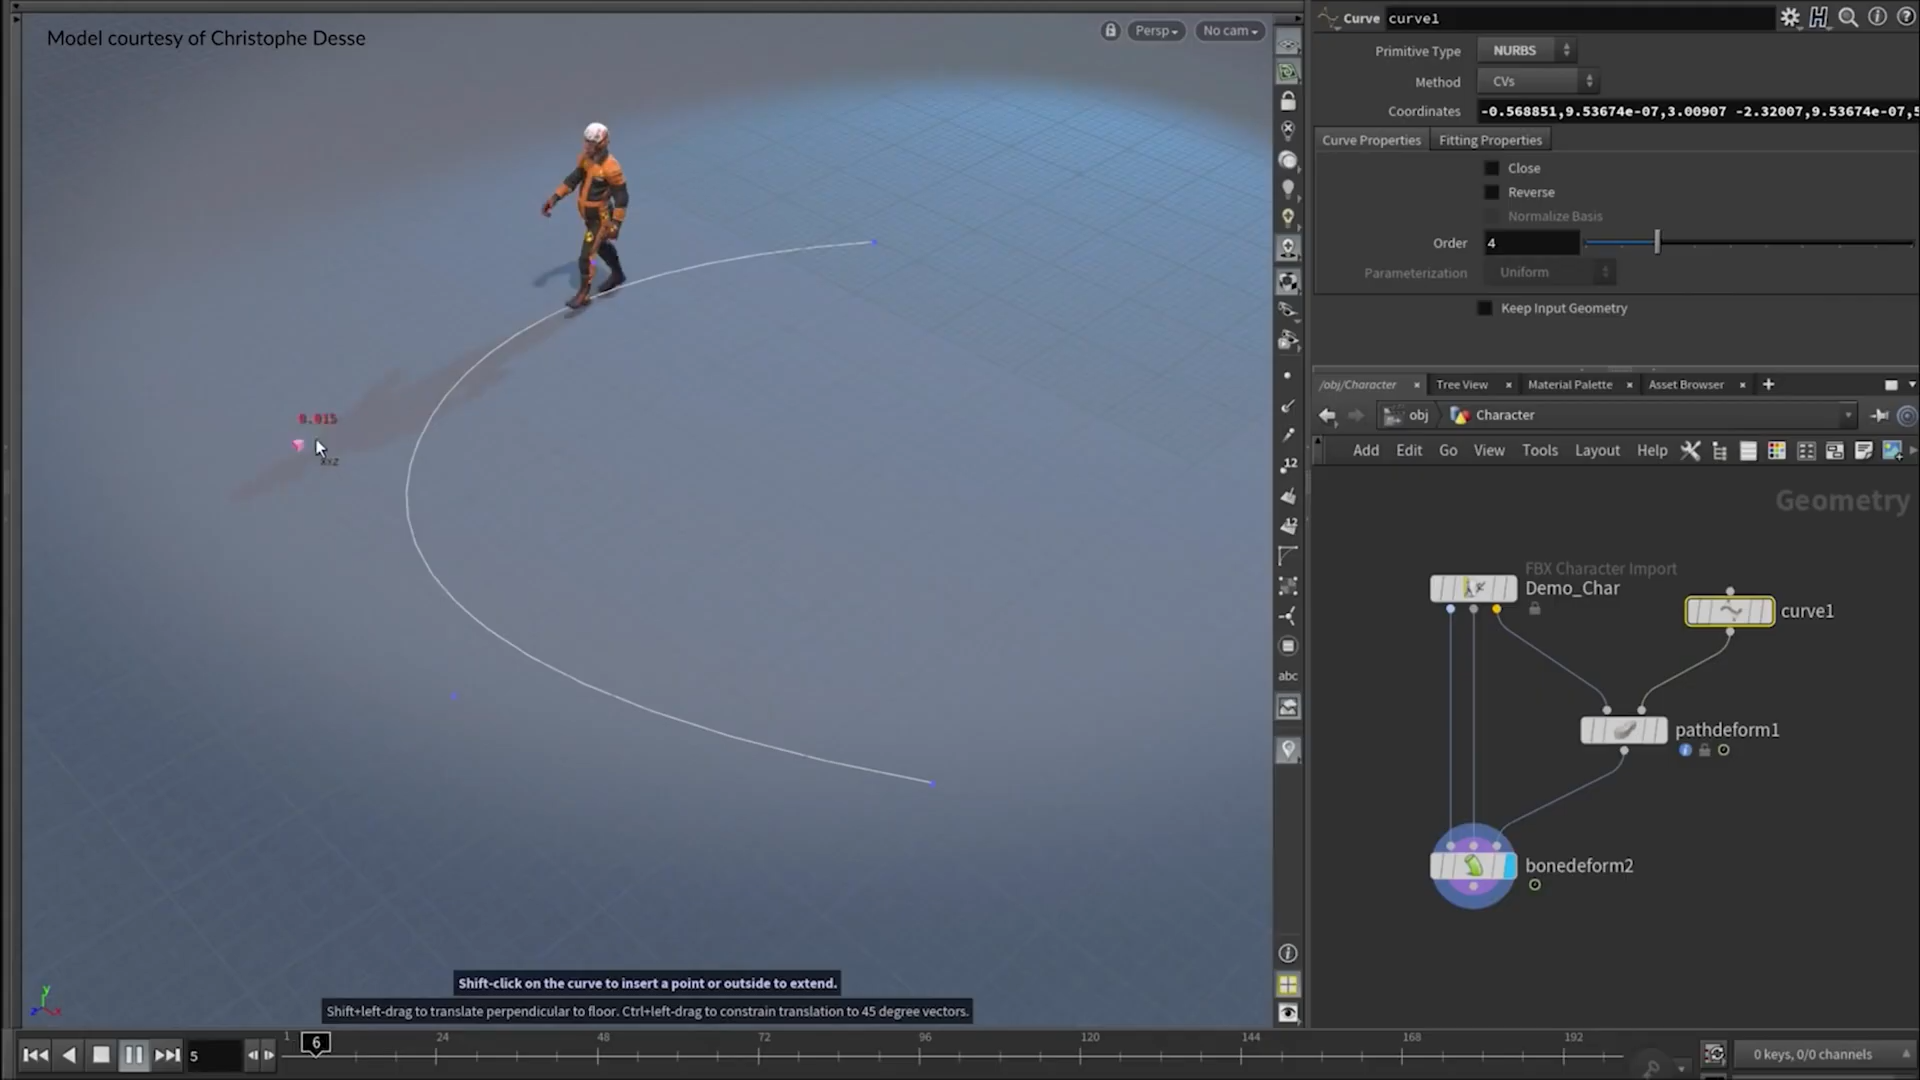 Model courtesy of Christophe Desse
Persp
No cam
0.015
XYZ
Shift-click on the curve to insert a point or outside to extend.
Shift+left-drag to translate perpendicular to floor. Ctrl+left-drag to constrain translation to 45 degree vectors.
y
z
x
12
12
abc
Curve curve1
Primitive Type NURBS
Method CVs
Coordinates -0.568851,9.53674e-07,3.00907 -2.32007,9.53674e-07,5
Curve Properties Fitting Properties
Close
Reverse
Normalize Basis
Order 4
Parameterization Uniform
Keep Input Geometry
/obj/Character Tree View Material Palette Asset Browser
obj Character
Add Edit Go View Tools Layout Help
Geometry
FBX Character Import
Demo_Char
curve1
pathdeform1
bonedeform2
5
1 6 24 48 72 96 120 144 168 192
0 keys, 0/0 channels